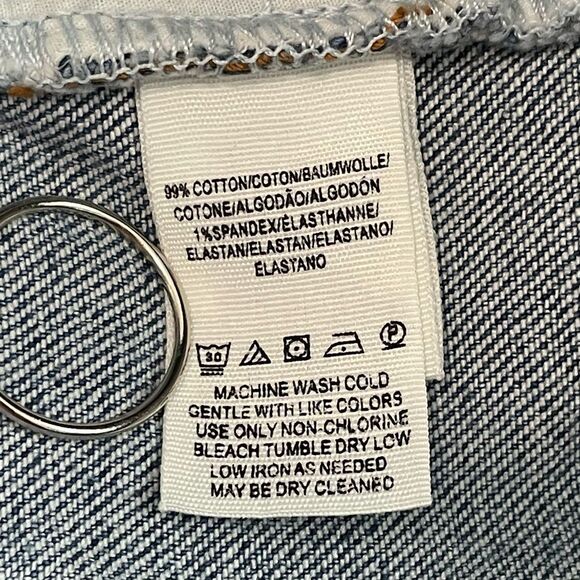 99% COTTON/COTON/BAUMWOLLE/
COTONE/ALGODÃO/ALGODÓN
1%SPANDEX/ÉLASTHANNE/
ELASTAN/ELASTAN/ELASTANO/
ELASTANO
30 P
MACHINE WASH COLD
GENTLE WITH LIKE COLORS
USE ONLY NON-CHLORINE
BLEACH TUMBLE DRY LOW
LOW IRON AS NEEDED
MAY BE DRY CLEANED